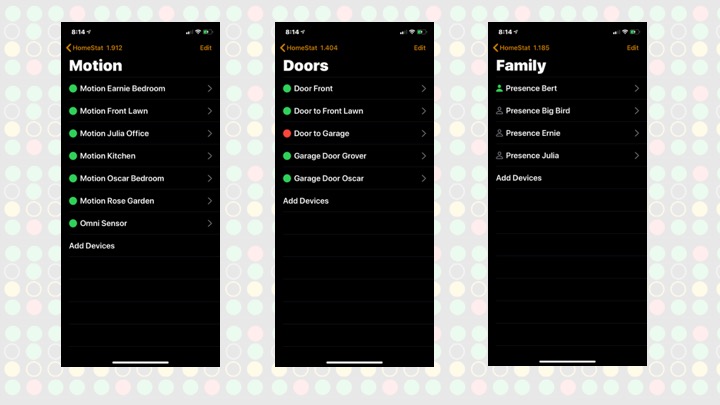 8:14
HomeStat 1.912
Edit
Motion
Motion Earnie Bedroom
Motion Front Lawn
Motion Julia Office
Motion Kitchen
Motion Oscar Bedroom
Motion Rose Garden
Omni Sensor
Add Devices
8:14
HomeStat 1.404
Edit
Doors
Door Front
Door to Front Lawn
Door to Garage
Garage Door Grover
Garage Door Oscar
Add Devices
8:14
HomeStat 1.185
Edit
Family
Presence Bert
Presence Big Bird
Presence Ernie
Presence Julia
Add Devices